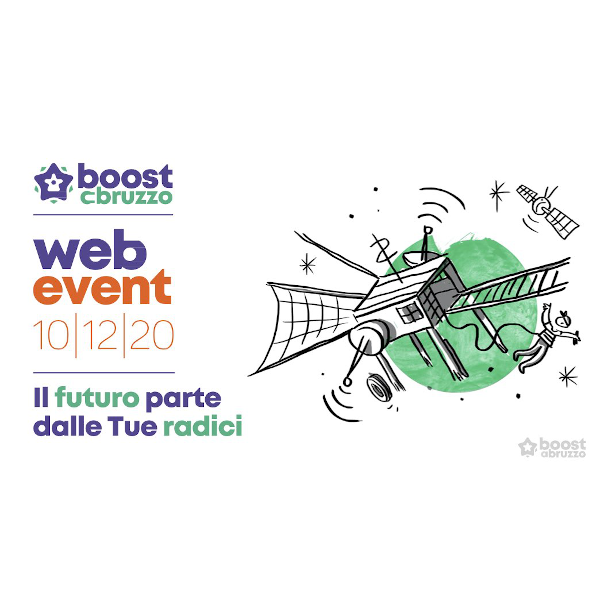 boost
abruzzo
web
event
10|12|20
Il futuro parte
dalle Tue radici
boost
abruzzo